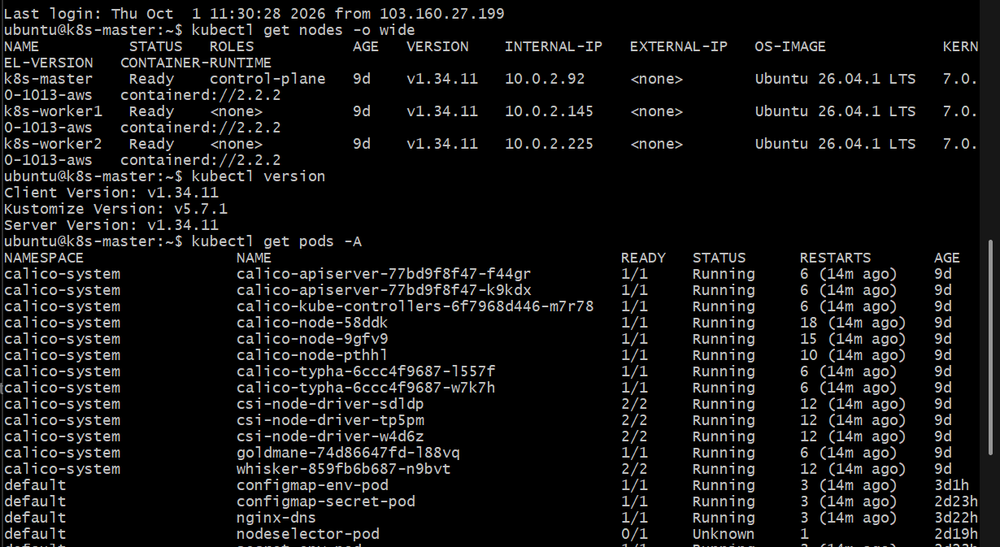 Last login: Thu Oct  1 11:30:28 2026 from 103.160.27.199
ubuntu@k8s-master:~$ kubectl get nodes -o wide
NAME          STATUS   ROLES           AGE   VERSION    INTERNAL-IP   EXTERNAL-IP   OS-IMAGE             KERN
EL-VERSION   CONTAINER-RUNTIME
k8s-master    Ready    control-plane   9d    v1.34.11   10.0.2.92     <none>        Ubuntu 26.04.1 LTS   7.0.
0-1013-aws   containerd://2.2.2
k8s-worker1   Ready    <none>          9d    v1.34.11   10.0.2.145    <none>        Ubuntu 26.04.1 LTS   7.0.
0-1013-aws   containerd://2.2.2
k8s-worker2   Ready    <none>          9d    v1.34.11   10.0.2.225    <none>        Ubuntu 26.04.1 LTS   7.0.
0-1013-aws   containerd://2.2.2
ubuntu@k8s-master:~$ kubectl version
Client Version: v1.34.11
Kustomize Version: v5.7.1
Server Version: v1.34.11
ubuntu@k8s-master:~$ kubectl get pods -A
NAMESPACE                 NAME                                       READY   STATUS      RESTARTS       AGE
calico-system             calico-apiserver-77bd9f8f47-f44gr          1/1     Running     6 (14m ago)    9d
calico-system             calico-apiserver-77bd9f8f47-k9kdx          1/1     Running     6 (14m ago)    9d
calico-system             calico-kube-controllers-6f7968d446-m7r78   1/1     Running     6 (14m ago)    9d
calico-system             calico-node-58ddk                          1/1     Running     18 (14m ago)   9d
calico-system             calico-node-9gfv9                          1/1     Running     15 (14m ago)   9d
calico-system             calico-node-pthhl                          1/1     Running     10 (14m ago)   9d
calico-system             calico-typha-6ccc4f9687-l557f              1/1     Running     6 (14m ago)    9d
calico-system             calico-typha-6ccc4f9687-w7k7h              1/1     Running     6 (14m ago)    9d
calico-system             csi-node-driver-sdldp                      2/2     Running     12 (14m ago)   9d
calico-system             csi-node-driver-tp5pm                      2/2     Running     12 (14m ago)   9d
calico-system             csi-node-driver-w4d6z                      2/2     Running     12 (14m ago)   9d
calico-system             goldmane-74d86647fd-l88vq                  1/1     Running     6 (14m ago)    9d
calico-system             whisker-859fb6b687-n9bvt                   2/2     Running     12 (14m ago)   9d
default                   configmap-env-pod                          1/1     Running     3 (14m ago)    3d1h
default                   configmap-secret-pod                       1/1     Running     3 (14m ago)    2d23h
default                   nginx-dns                                  1/1     Running     3 (14m ago)    3d22h
default                   nodeselector-pod                           0/1     Unknown     1              2d19h